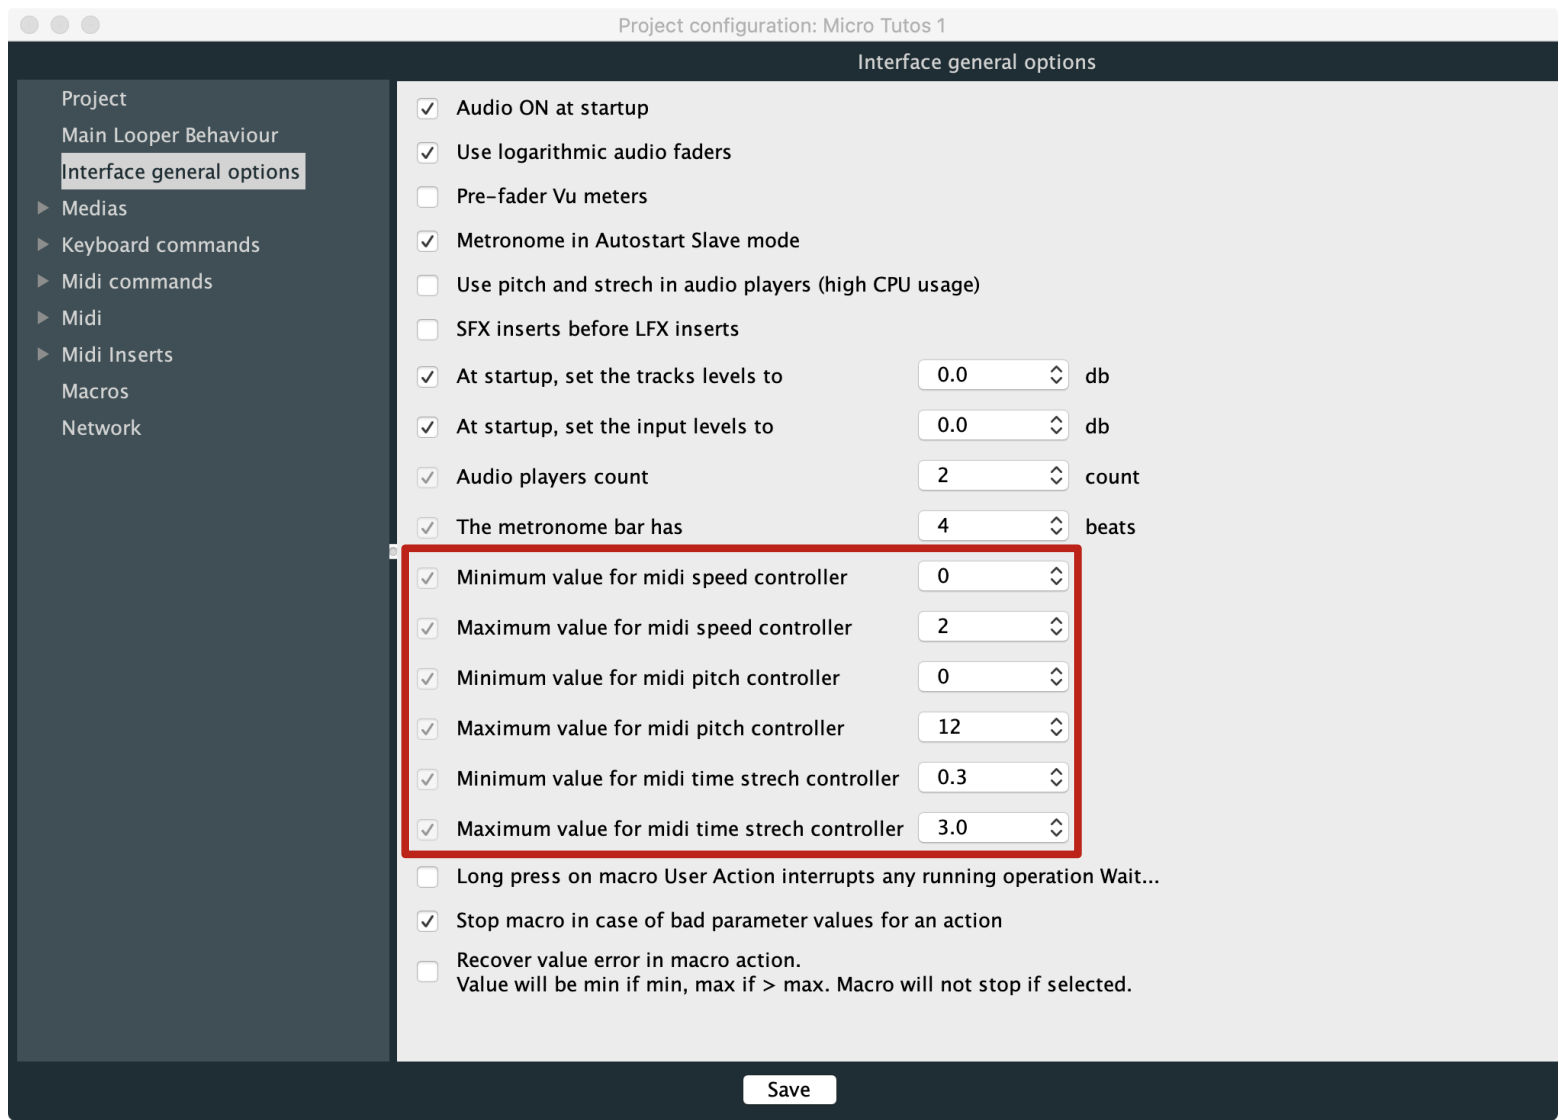 Project configuration: Micro Tutos 1
Interface general options
Project
Main Looper Behaviour
Interface general options
Medias
Keyboard commands
Midi commands
Midi
Midi Inserts
Macros
Network
Audio ON at startup
Use logarithmic audio faders
Pre-fader Vu meters
Metronome in Autostart Slave mode
Use pitch and strech in audio players (high CPU usage)
SFX inserts before LFX inserts
At startup, set the tracks levels to 0.0 db
At startup, set the input levels to 0.0 db
Audio players count 2 count
The metronome bar has 4 beats
Minimum value for midi speed controller 0
Maximum value for midi speed controller 2
Minimum value for midi pitch controller 0
Maximum value for midi pitch controller 12
Minimum value for midi time strech controller 0.3
Maximum value for midi time strech controller 3.0
Long press on macro User Action interrupts any running operation Wait...
Stop macro in case of bad parameter values for an action
Recover value error in macro action.
Value will be min if min, max if > max. Macro will not stop if selected.
Save